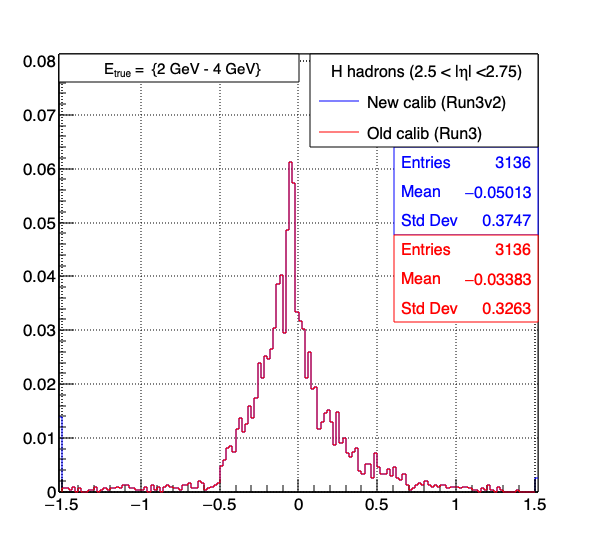 E_true = {2 GeV - 4 GeV}
H hadrons (2.5 < |η| <2.75)
New calib (Run3v2)
Old calib (Run3)
Entries 3136
Mean −0.05013
Std Dev 0.3747
Entries 3136
Mean −0.03383
Std Dev 0.3263
0.08
0.07
0.06
0.05
0.04
0.03
0.02
0.01
0
−1.5 −1 −0.5 0 0.5 1 1.5